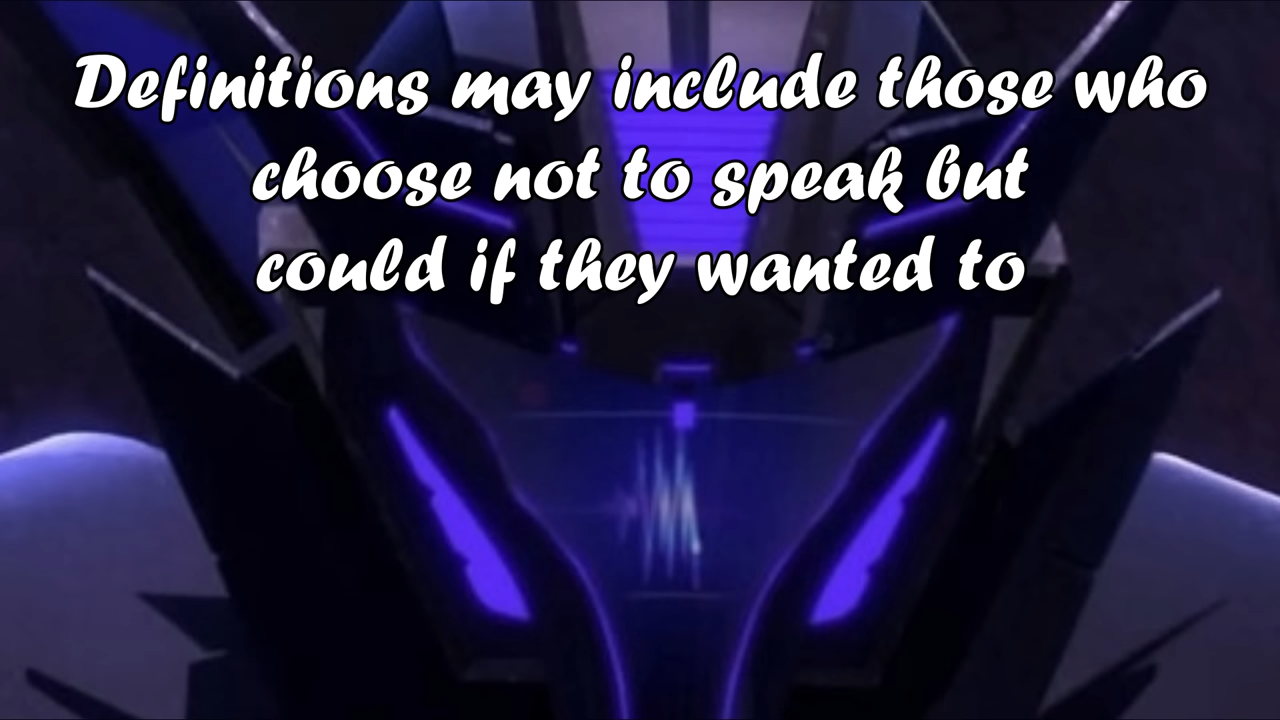 Definitions may include those who
choose not to speak but
could if they wanted to